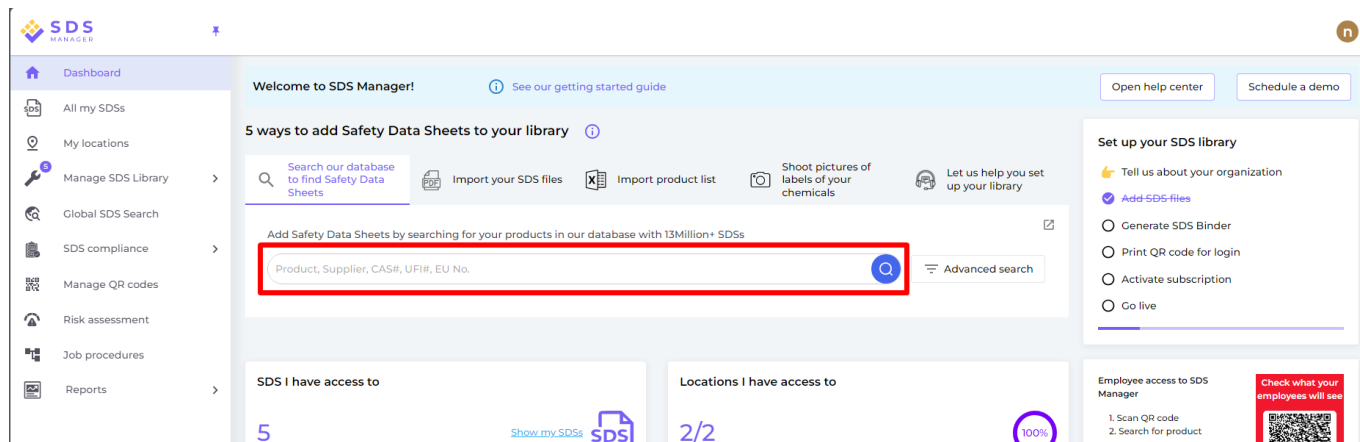 SDS
MANAGER
n
Dashboard
SDS
All my SDSs
My locations
5
Manage SDS Library
Global SDS Search
SDS compliance
Manage QR codes
Risk assessment
Job procedures
Reports
Welcome to SDS Manager!
See our getting started guide
Open help center
Schedule a demo
5 ways to add Safety Data Sheets to your library
Search our database
to find Safety Data
Sheets
PDF
Import your SDS files
X
Import product list
Shoot pictures of
labels of your
chemicals
Let us help you set
up your library
Add Safety Data Sheets by searching for your products in our database with 13Million+ SDSs
Product, Supplier, CAS#, UFI#, EU No.
Advanced search
Set up your SDS library
Tell us about your organization
Add SDS files
Generate SDS Binder
Print QR code for login
Activate subscription
Go live
SDS I have access to
5
Show my SDSs
SDS
Locations I have access to
2/2
100%
Employee access to SDS
Manager
1. Scan QR code
2. Search for product
Check what your
employees will see